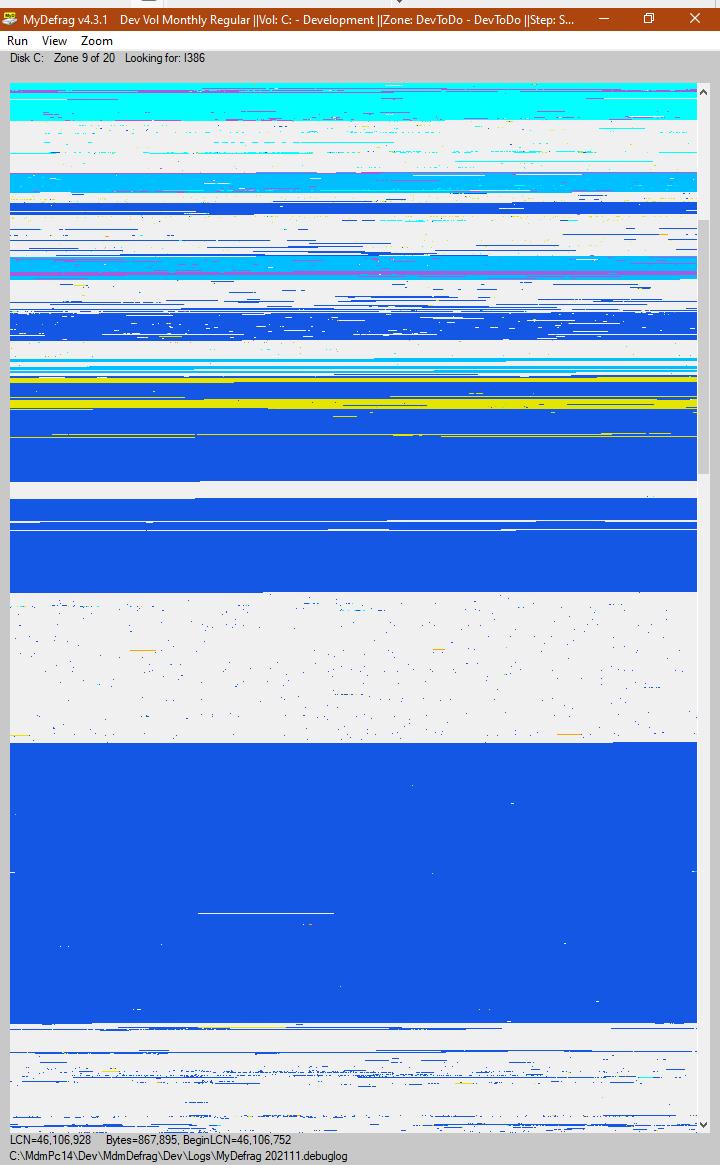 MyDefrag v4.3.1 Dev Vol Monthly Regular ||Vol: C: - Development ||Zone: DevToDo - DevToDo ||Step: S...
Run View Zoom
Disk C: Zone 9 of 20 Looking for: I386
LCN=46,106,928 Bytes=867,895, BeginLCN=46,106,752
C:\MdmPc14\Dev\MdmDefrag\Dev\Logs\MyDefrag 202111.debuglog